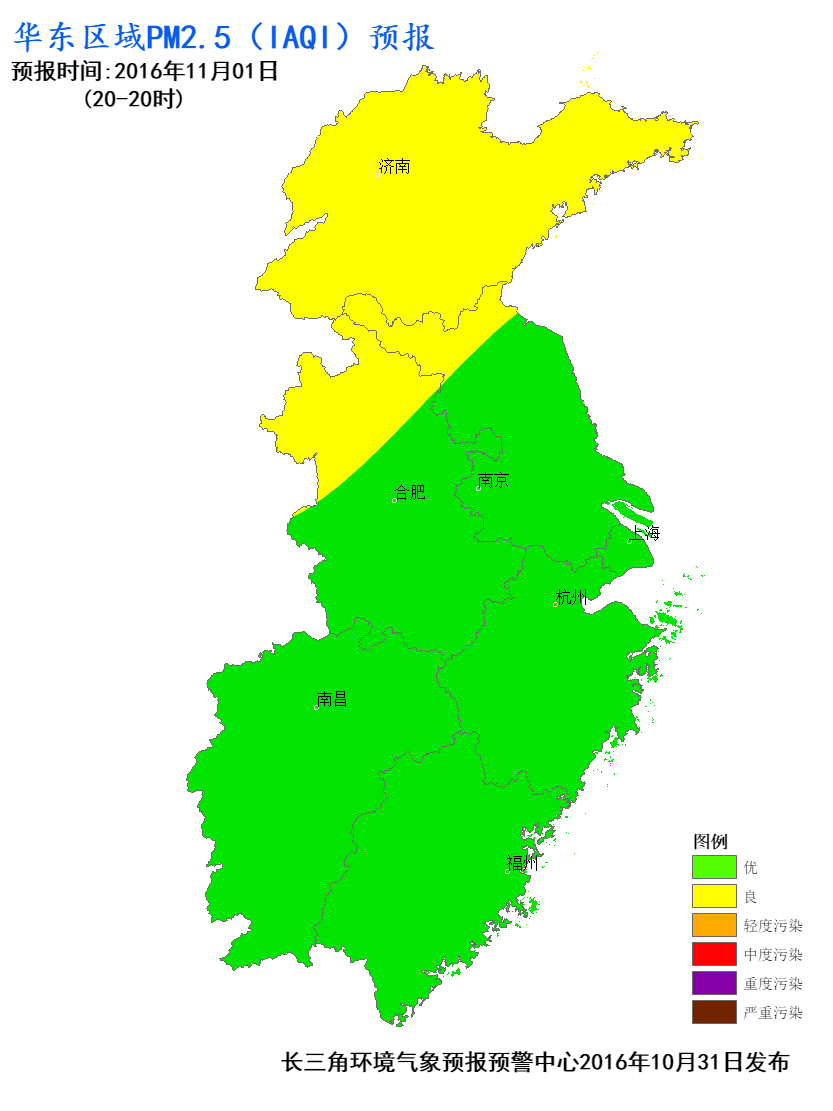 华东区域PM2.5（IAQI）预报
预报时间:2016年11月01日
(20-20时)
济南
合肥
南京
上海
杭州
南昌
福州
图例
优
良
轻度污染
中度污染
重度污染
严重污染
长三角环境气象预报预警中心2016年10月31日发布